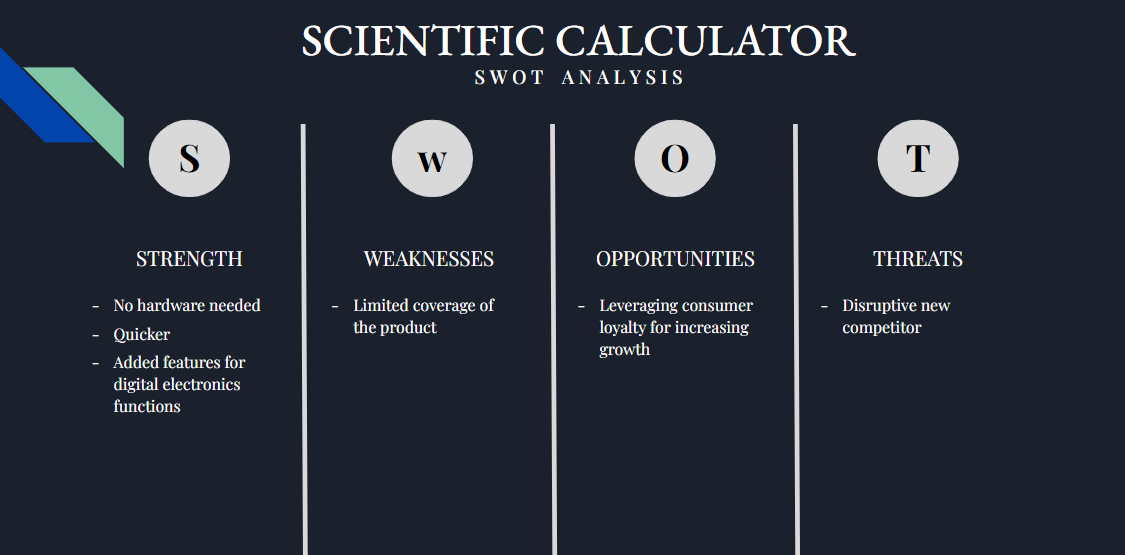 SCIENTIFIC CALCULATOR
SWOT ANALYSIS
S
w
O
T
STRENGTH
- No hardware needed
- Quicker
- Added features for
digital electronics
functions
WEAKNESSES
- Limited coverage of
the product
OPPORTUNITIES
- Leveraging consumer
loyalty for increasing
growth
THREATS
- Disruptive new
competitor